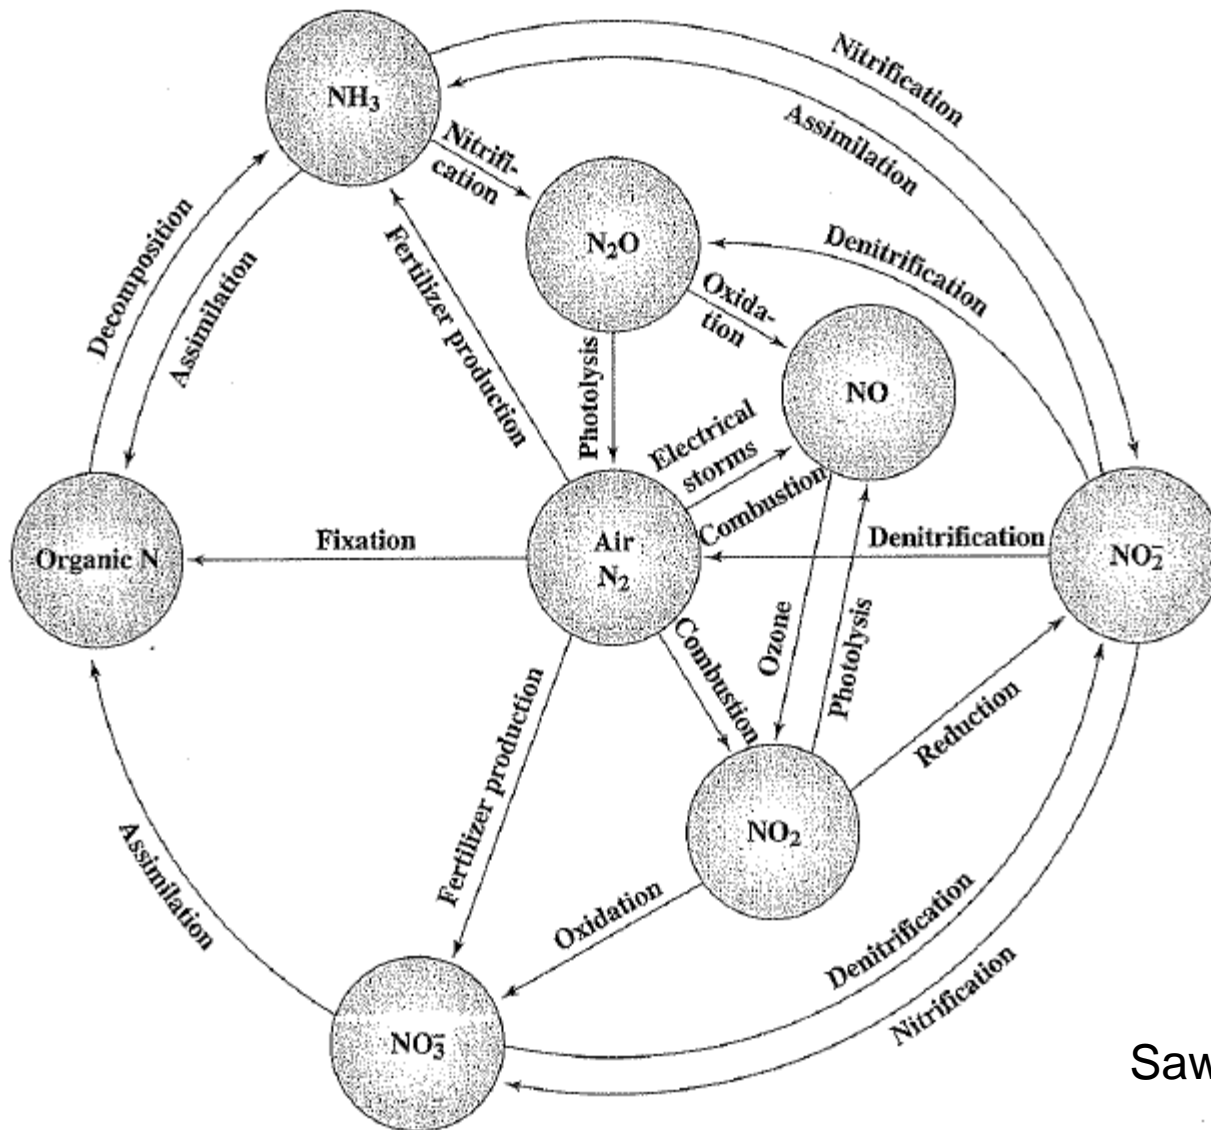 NH₃
Nitrification
Assimilation
Nitrifi-
cation
N₂O
Denitrification
Decomposition
Assimilation
Fertilizer production
Oxida-
tion
Photolysis
NO
Electrical
storms
Combustion
Organic N
Fixation
Air
N₂
Denitrification
NO₂⁻
Combustion
Ozone
Photolysis
Reduction
Fertilizer production
NO₂
Assimilation
Oxidation
Denitrification
Nitrification
NO₃⁻
Saw